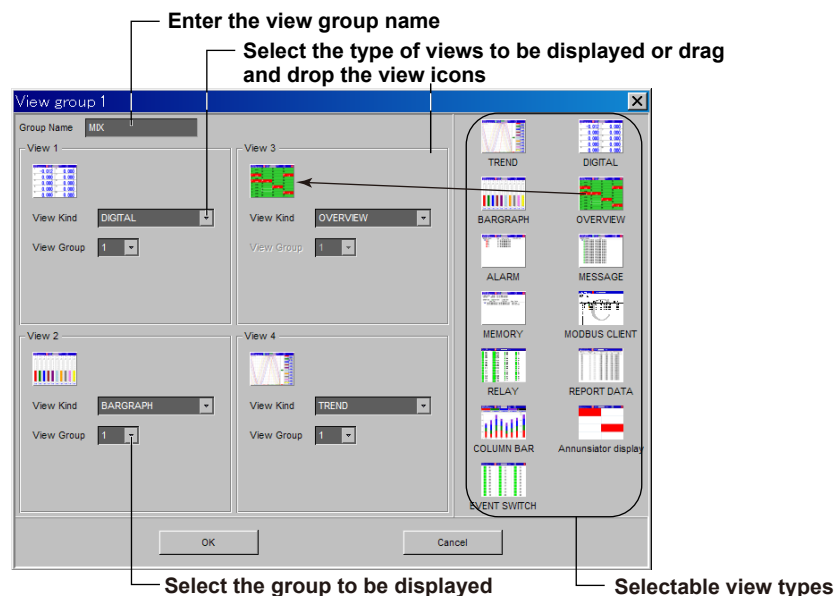 Enter the view group name
Select the type of views to be displayed or drag
and drop the view icons
View group 1
Group Name
MIX
View 1
View Kind
DIGITAL
View Group
1
View 3
View Kind
OVERVIEW
View Group
1
View 2
View Kind
BARGRAPH
View Group
1
View 4
View Kind
TREND
View Group
1
TREND
DIGITAL
BARGRAPH
OVERVIEW
ALARM
MESSAGE
MEMORY
MODBUS CLIENT
RELAY
REPORT DATA
COLUMN BAR
Annunsiator display
EVENT SWITCH
OK
Cancel
Select the group to be displayed
Selectable view types